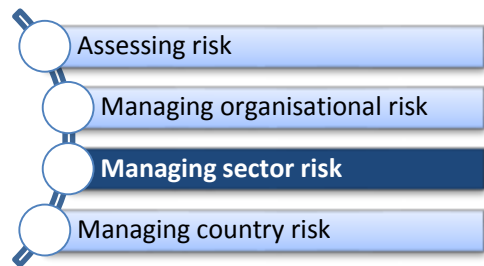 Assessing risk
Managing organisational risk
Managing sector risk
Managing country risk